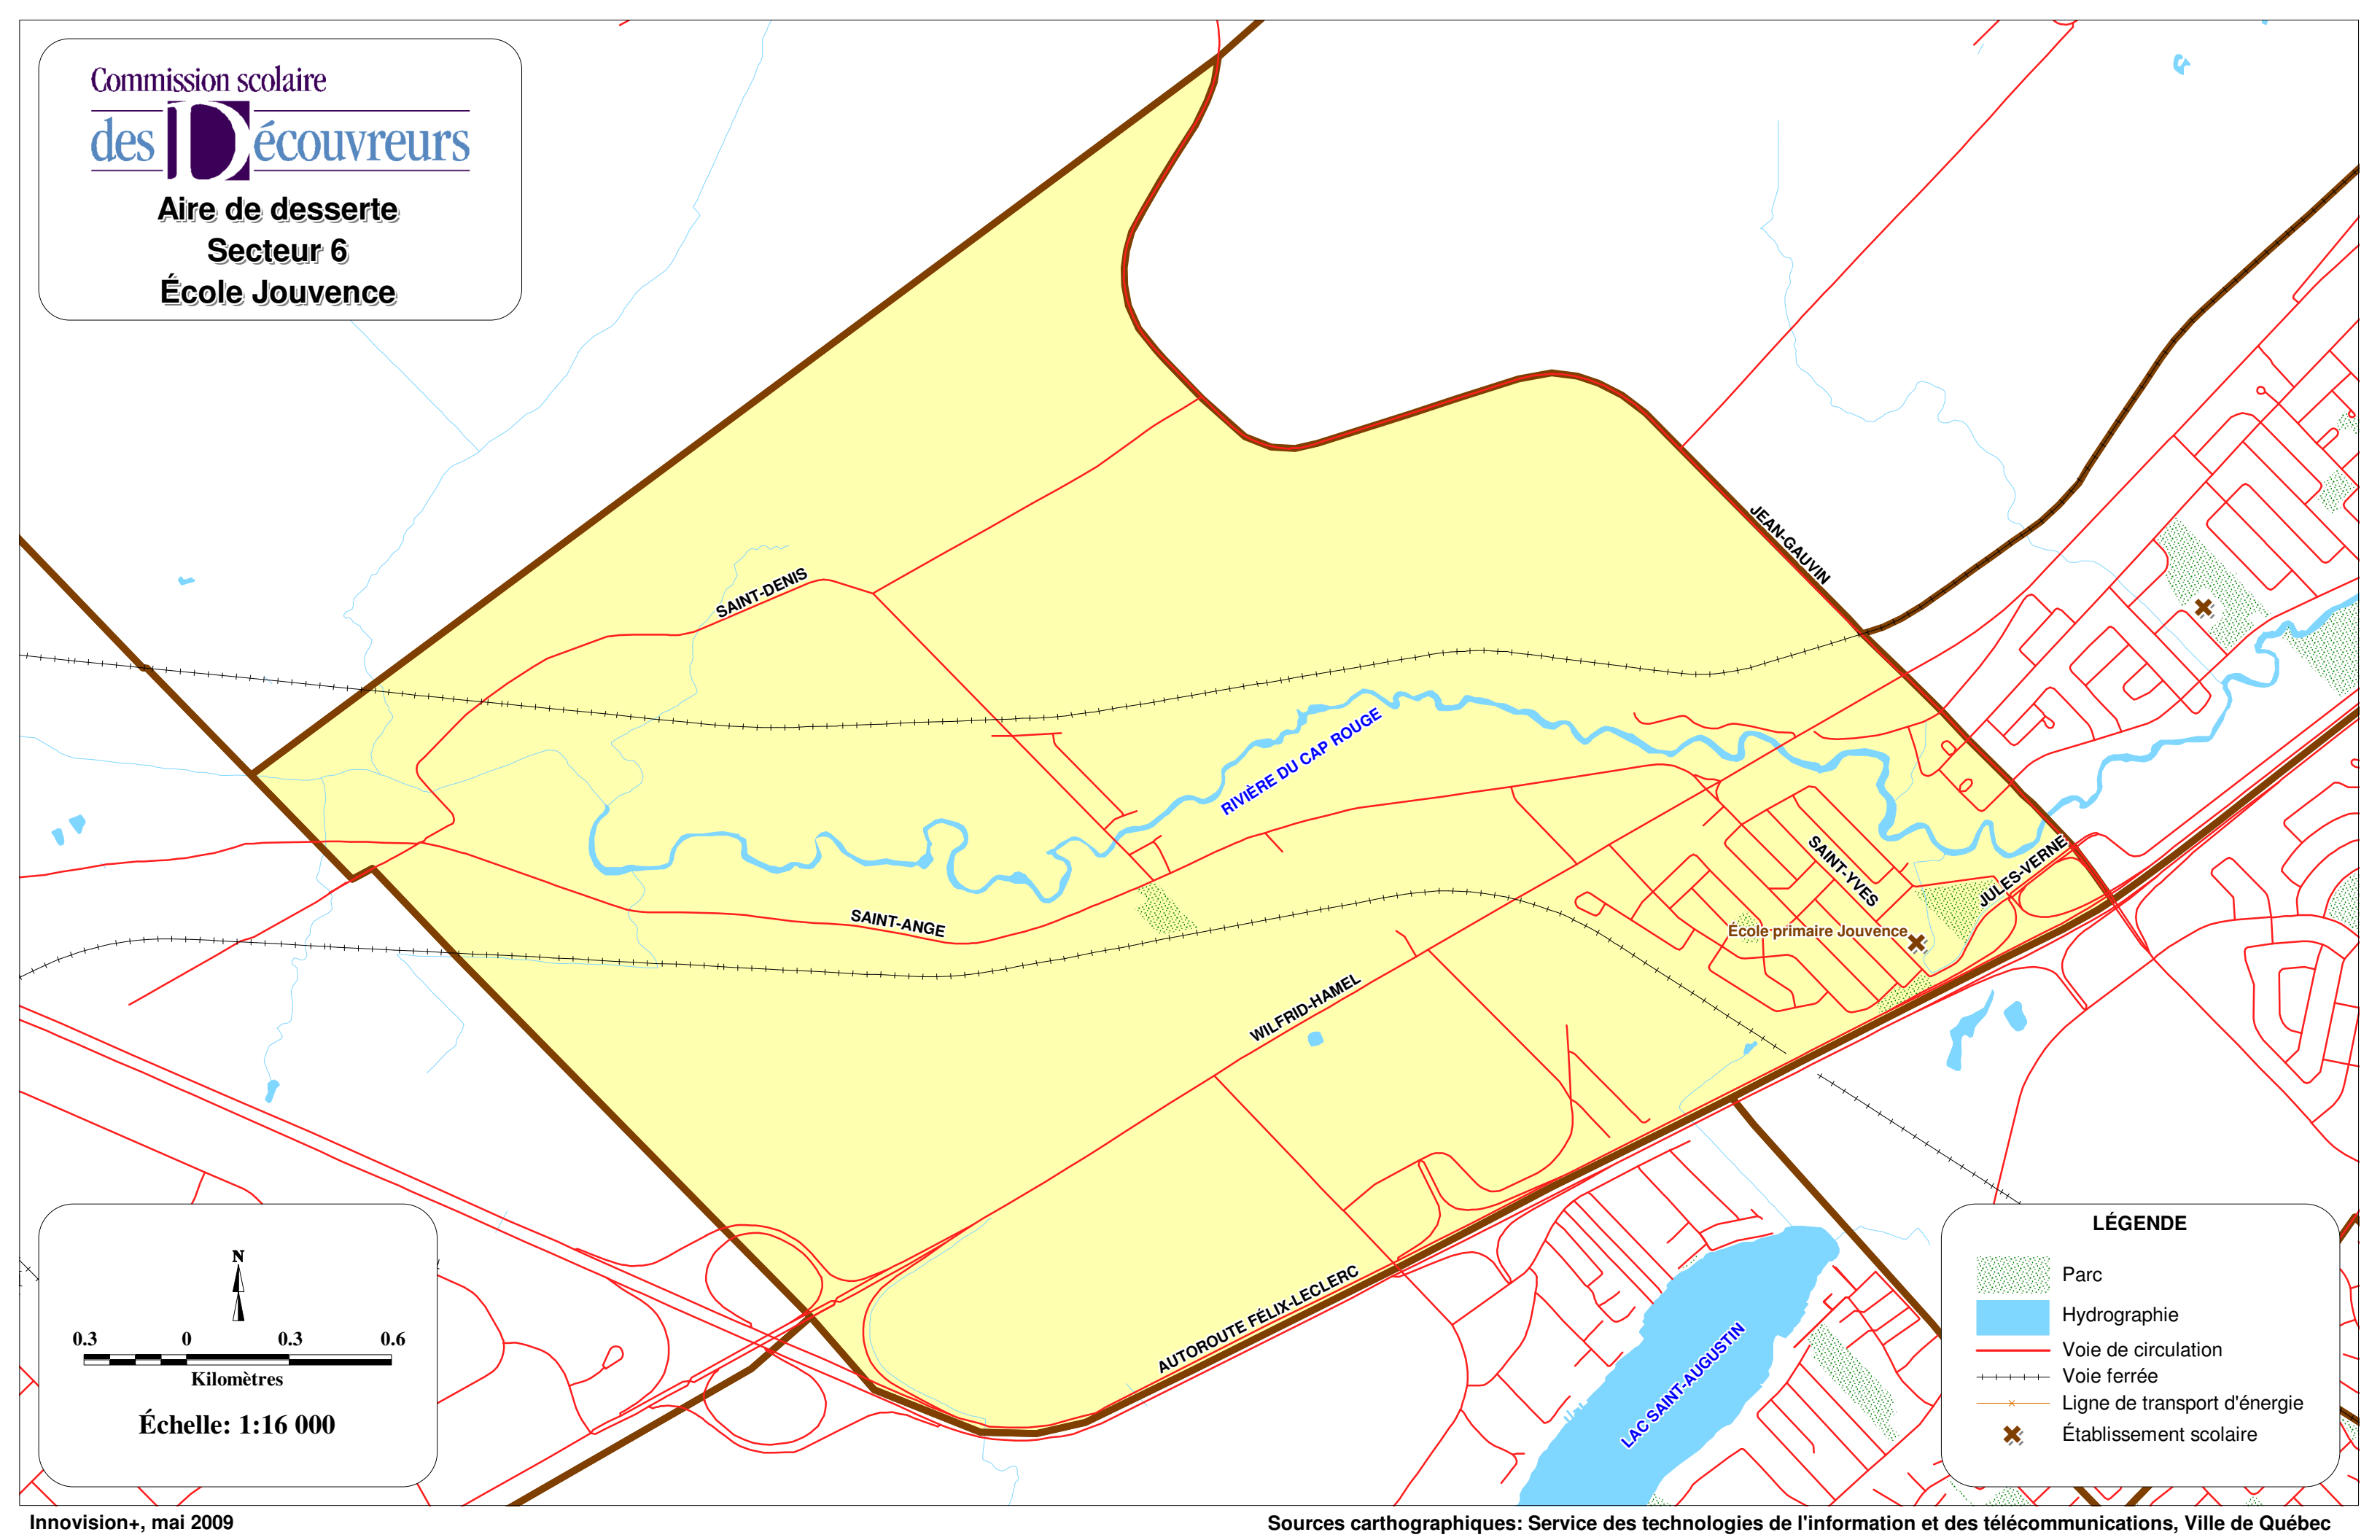 Commission scolaire
des Découvreurs
Aire de desserte
Secteur 6
École Jouvence
JEAN-GAUVIN
SAINT-DENIS
RIVIÈRE DU CAP ROUGE
SAINT-YVES
JULES-VERNE
SAINT-ANGE
École primaire Jouvence
WILFRID-HAMEL
AUTOROUTE FÉLIX-LECLERC
LAC SAINT-AUGUSTIN
N
0.3 0 0.3 0.6
Kilomètres
Échelle: 1:16 000
LÉGENDE
Parc
Hydrographie
Voie de circulation
Voie ferrée
Ligne de transport d'énergie
Établissement scolaire
Innovision+, mai 2009
Sources carthographiques: Service des technologies de l'information et des télécommunications, Ville de Québec